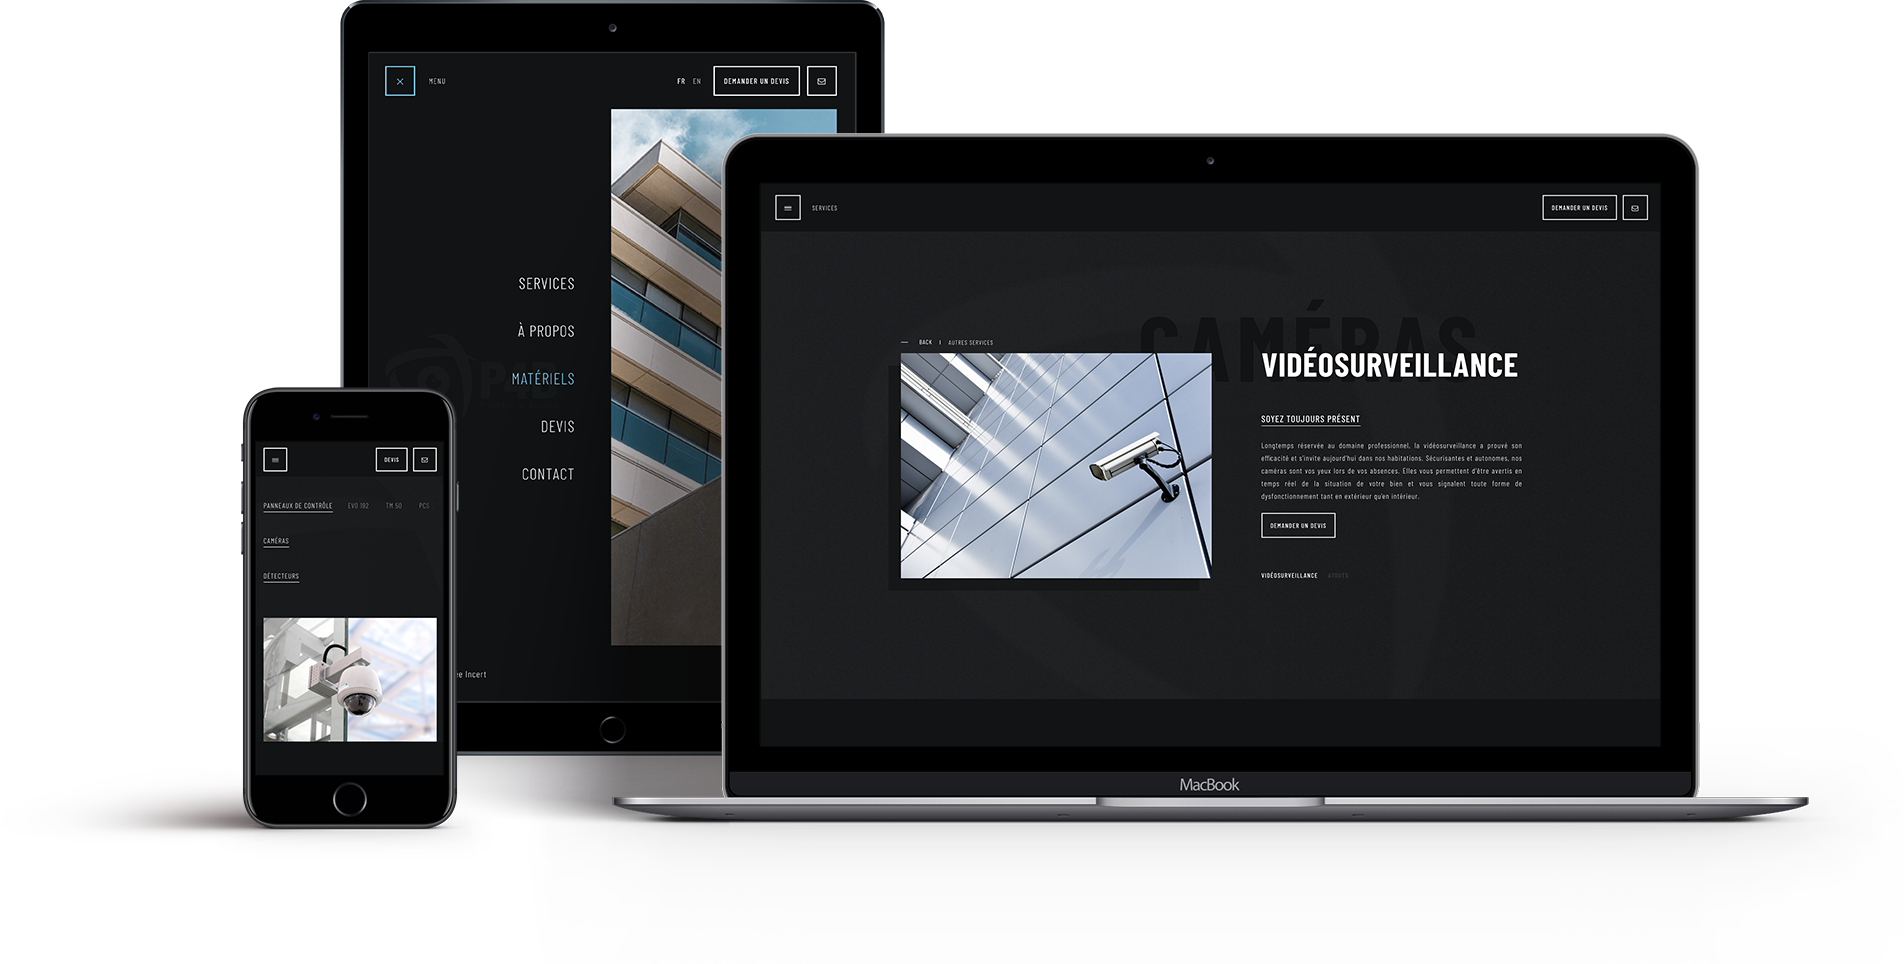 MENU
FR EN
DEMANDER UN DEVIS
SERVICES
À PROPOS
MATÉRIELS
DEVIS
CONTACT
ee Incert
DEVIS
PANNEAUX DE CONTRÔLE EVO 192 TM 50 PCS
CAMÉRAS
DÉTECTEURS
SERVICES
DEMANDER UN DEVIS
CAMÉRAS
BACK | AUTRES SERVICES
VIDÉOSURVEILLANCE
SOYEZ TOUJOURS PRÉSENT
Longtemps réservée au domaine professionnel, la vidéosurveillance a prouvé son
efficacité et s'invite aujourd'hui dans nos habitations. Sécurisantes et autonomes, nos
caméras sont vos yeux lors de vos absences. Elles vous permettent d'être avertis en
temps réel de la situation de votre bien et vous signalent toute forme de
dysfonctionnement tant en extérieur qu'en intérieur.
DEMANDER UN DEVIS
VIDÉOSURVEILLANCE ATOUTS
MacBook